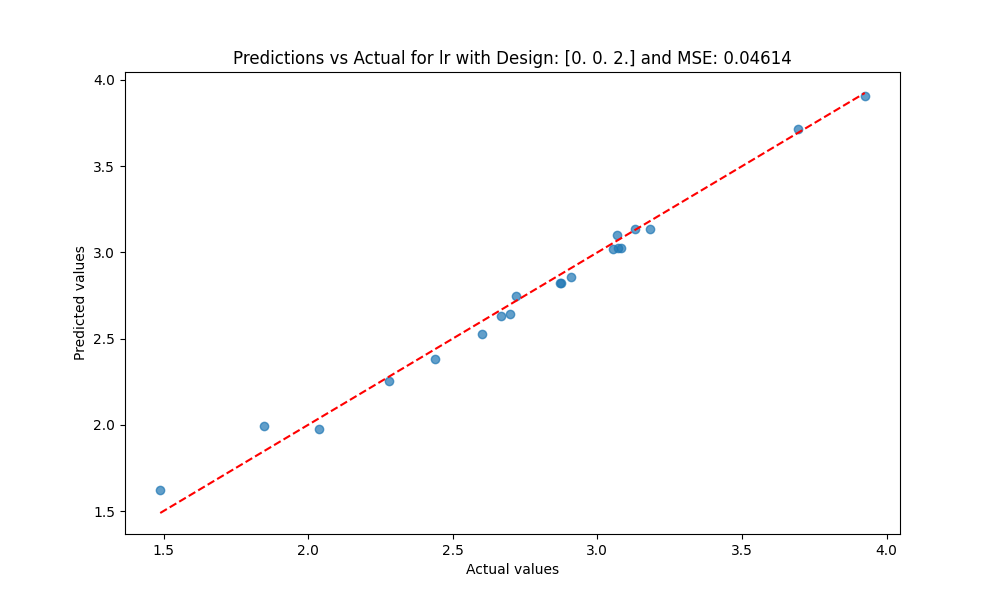 Predictions vs Actual for lr with Design: [0. 0. 2.] and MSE: 0.04614
4.0
3.5
3.0
2.5
2.0
1.5
Predicted values
1.5 2.0 2.5 3.0 3.5 4.0
Actual values